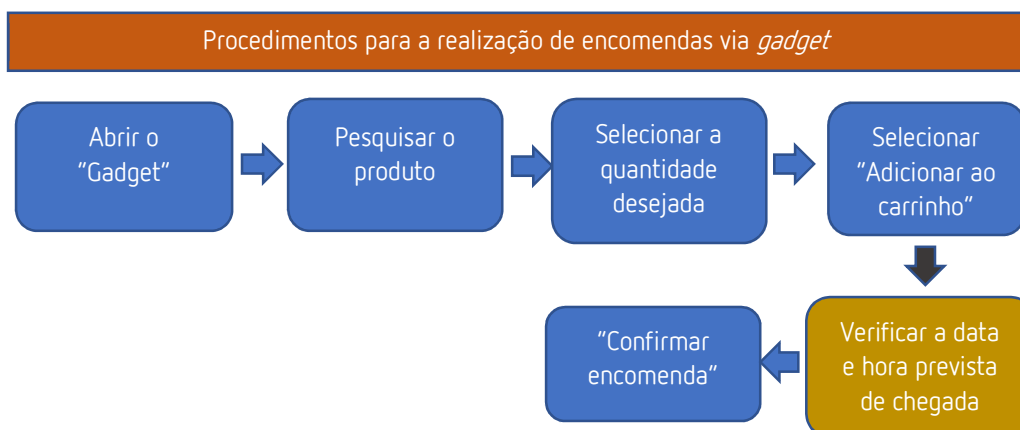 Procedimentos para a realização de encomendas via gadget
Abrir o
"Gadget"
Pesquisar o
produto
Selecionar a
quantidade
desejada
Selecionar
"Adicionar ao
carrinho"
Verificar a data
e hora prevista
de chegada
"Confirmar
encomenda"